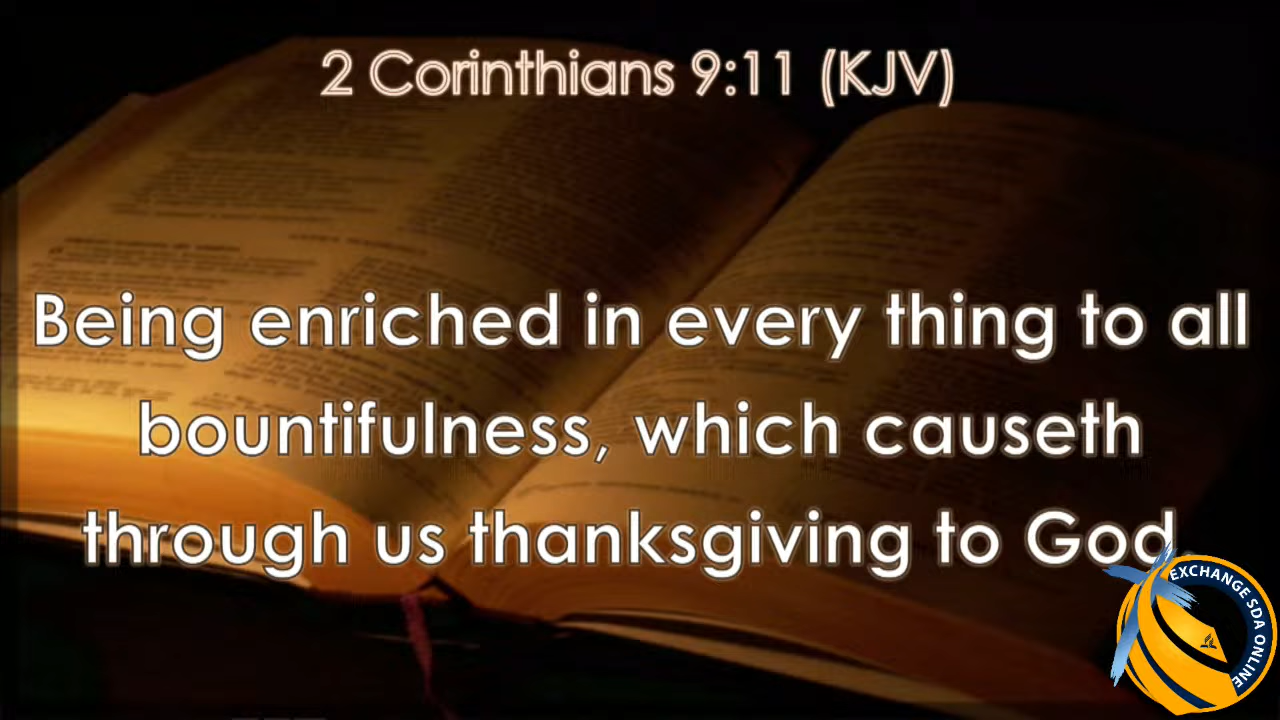 2 Corinthians 9:11 (KJV)
Being enriched in every thing to all
bountifulness, which causeth
through us thanksgiving to God
EXCHANGE SDA ONLINE